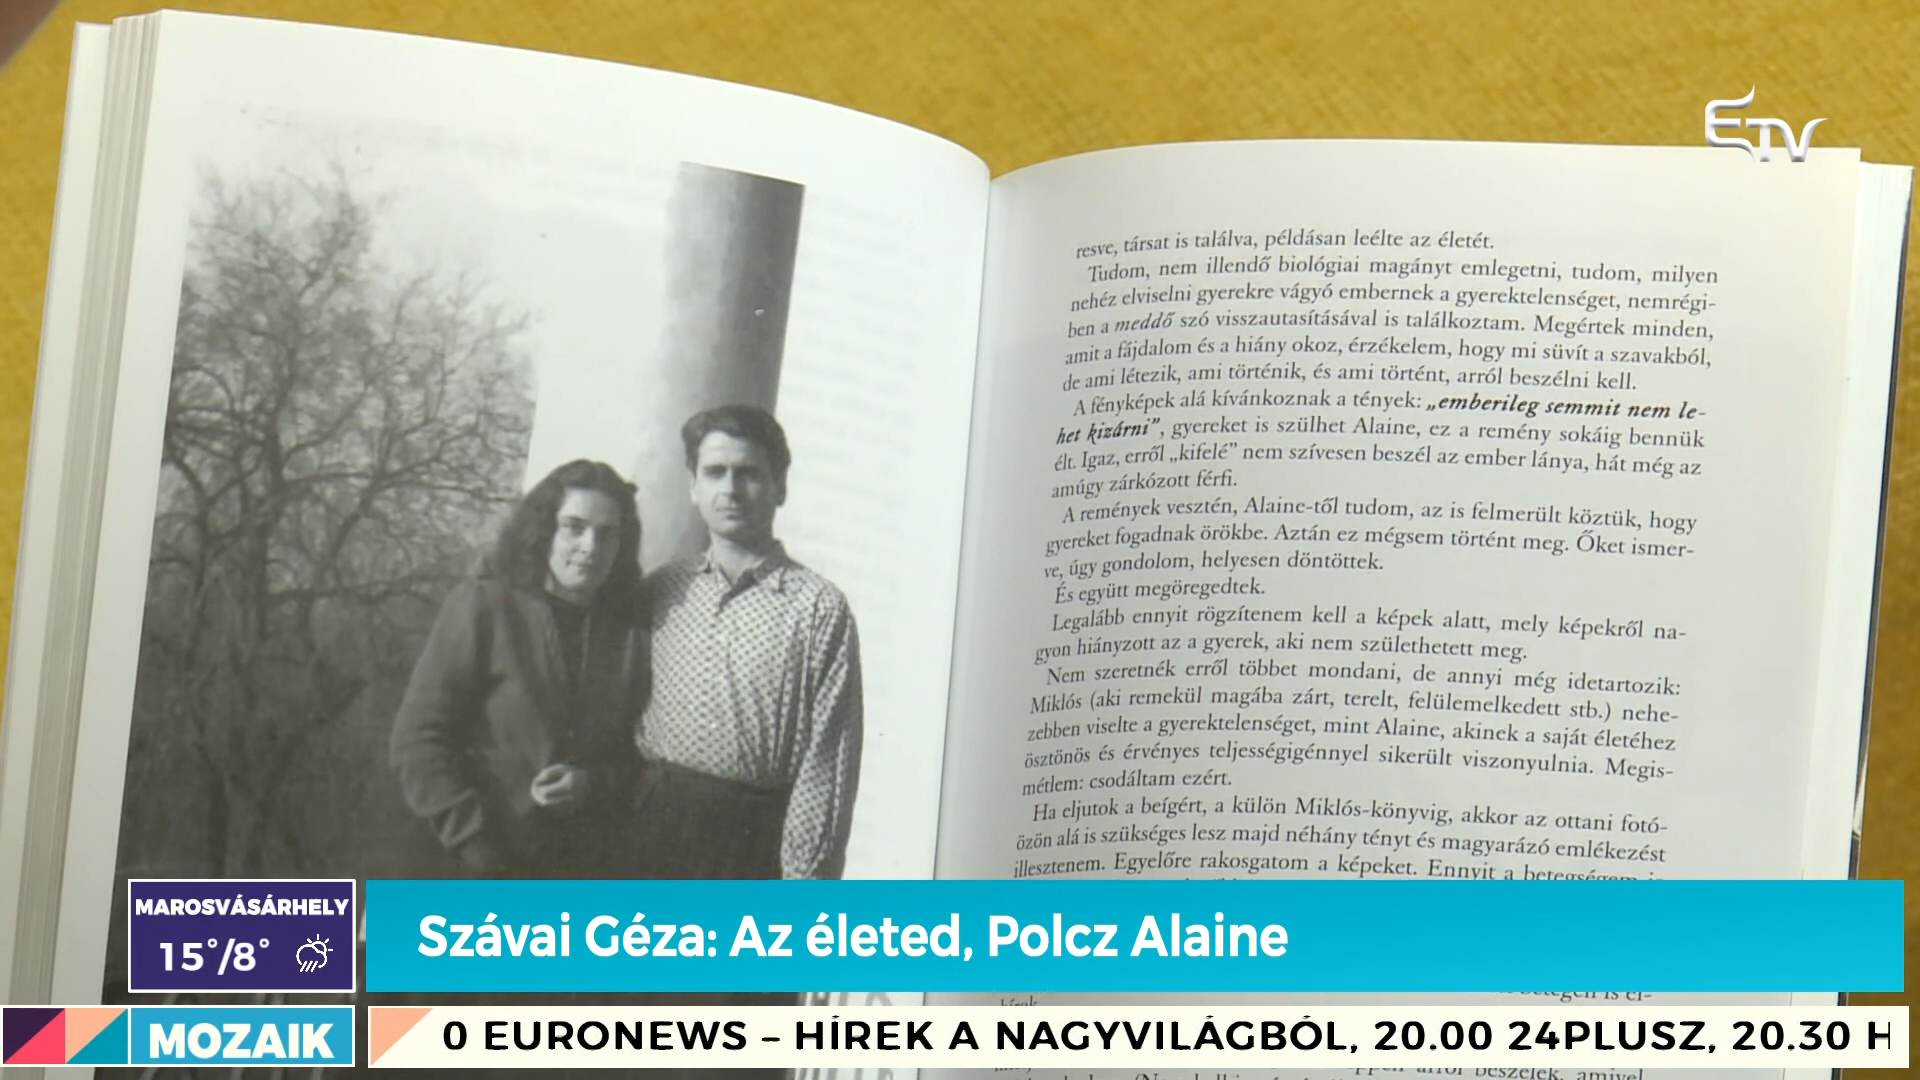 ETV
resve, társat is találva, példásan leélte az életét.
Tudom, nem illendő biológiai magányt emlegetni, tudom, milyen
nehéz elviselni gyerekre vágyó embernek a gyerektelenséget, nemrégi-
ben a meddő szó visszautasításával is találkoztam. Megértek minden,
amit a fájdalom és a hiány okoz, érzékelem, hogy mi süvít a szavakból,
de ami létezik, ami történik, és ami történt, arról beszélni kell.
A fényképek alá kívánkoznak a tények: „emberileg semmit nem le-
het kizárni”, gyereket is szülhet Alaine, ez a remény sokáig bennük
élt. Igaz, erről „kifelé” nem szívesen beszél az ember lánya, hát még az
amúgy zárkózott férfi.
A remények vesztén, Alaine-től tudom, az is felmerült köztük, hogy
gyereket fogadnak örökbe. Aztán ez mégsem történt meg. Őket ismer-
ve, úgy gondolom, helyesen döntöttek.
És együtt megöregedtek.
Legalább ennyit rögzítenem kell a képek alatt, mely képekről na-
gyon hiányzott az a gyerek, aki nem születhetett meg.
Nem szeretnék erről többet mondani, de annyi még idetartozik:
Miklós (aki remekül magába zárt, terelt, felülemelkedett stb.) nehe-
zebben viselte a gyerektelenséget, mint Alaine, akinek a saját életéhez
ösztönös és érvényes teljességigénnyel sikerült viszonyulnia. Megis-
métlem: csodáltam ezért.
Ha eljutok a beígért, a külön Miklós-könyvig, akkor az ottani fotó-
özön alá is szükséges lesz majd néhány tényt és magyarázó emlékezést
illesztenem. Egyelőre rakosgatom a képeket. Ennyit a
MAROSVÁSÁRHELY
15°/8°
Szávai Géza: Az életed, Polcz Alaine
MOZAIK
0 EURONEWS – HÍREK A NAGYVILÁGBÓL, 20.00 24PLUSZ, 20.30 H
arról beszélek, amivel